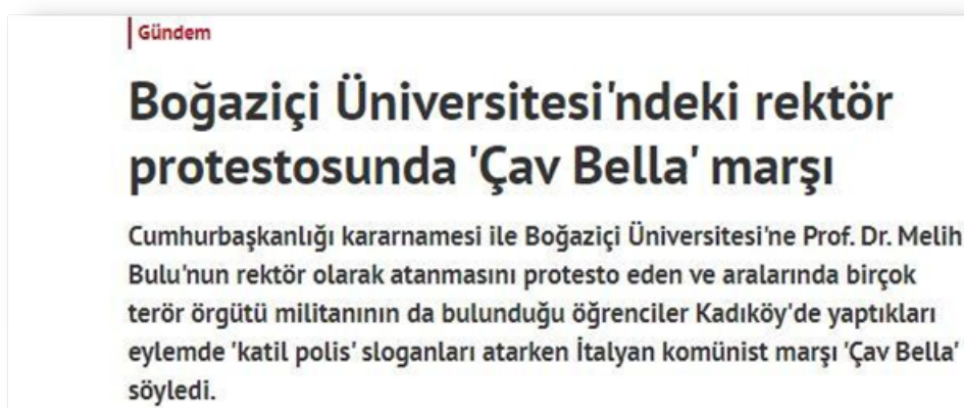 Gündem
Boğaziçi Üniversitesi'ndeki rektör
protestosunda 'Çav Bella' marşı
Cumhurbaşkanlığı kararnamesi ile Boğaziçi Üniversitesi'ne Prof. Dr. Melih
Bulu'nun rektör olarak atanmasını protesto eden ve aralarında birçok
terör örgütü militanının da bulunduğu öğrenciler Kadıköy'de yaptıkları
eylemde 'katil polis' sloganları atarken İtalyan komünist marşı 'Çav Bella'
söyledi.